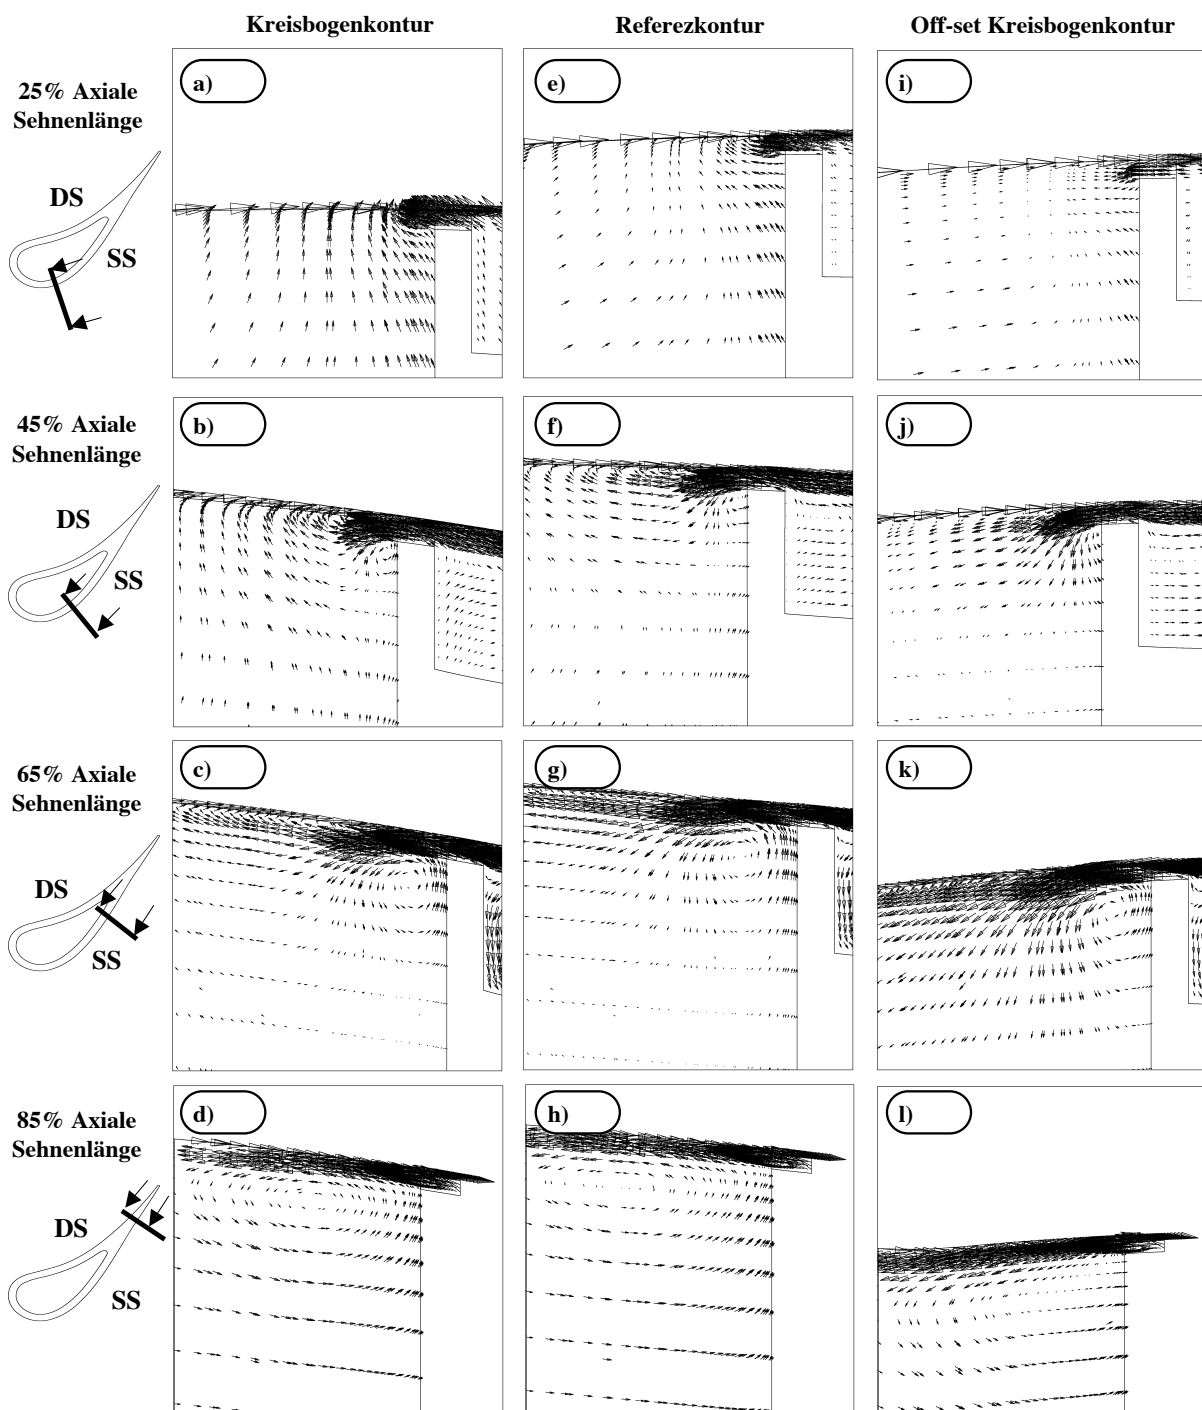 Kreisbogenkontur
Referezkontur
Off-set Kreisbogenkontur
25% Axiale
Sehnenlänge
DS
SS
a)
e)
i)
45% Axiale
Sehnenlänge
DS
SS
b)
f)
j)
65% Axiale
Sehnenlänge
DS
SS
c)
g)
k)
85% Axiale
Sehnenlänge
DS
SS
d)
h)
l)